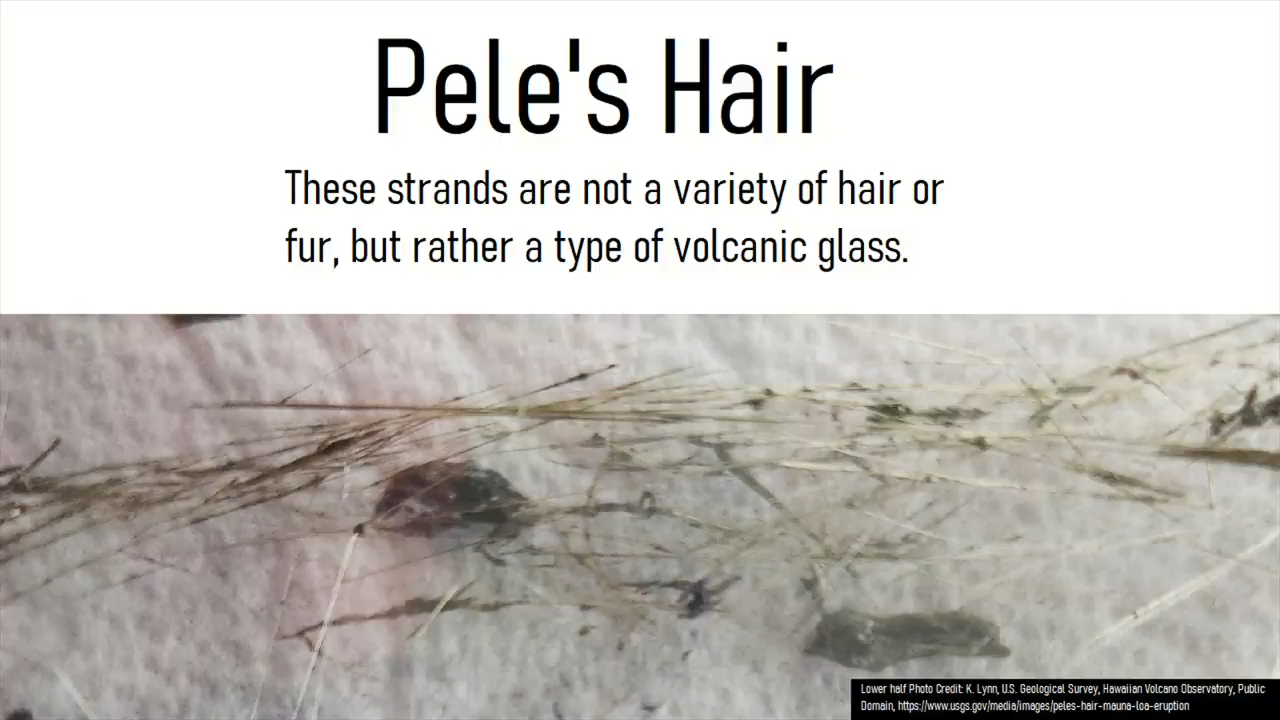 Pele's Hair
These strands are not a variety of hair or
fur, but rather a type of volcanic glass.
Lower half Photo Credit: K. Lynn, U.S. Geological Survey, Hawaiian Volcano Observatory, Public
Domain, https://www.usgs.gov/media/images/peles-hair-mauna-loa-eruption